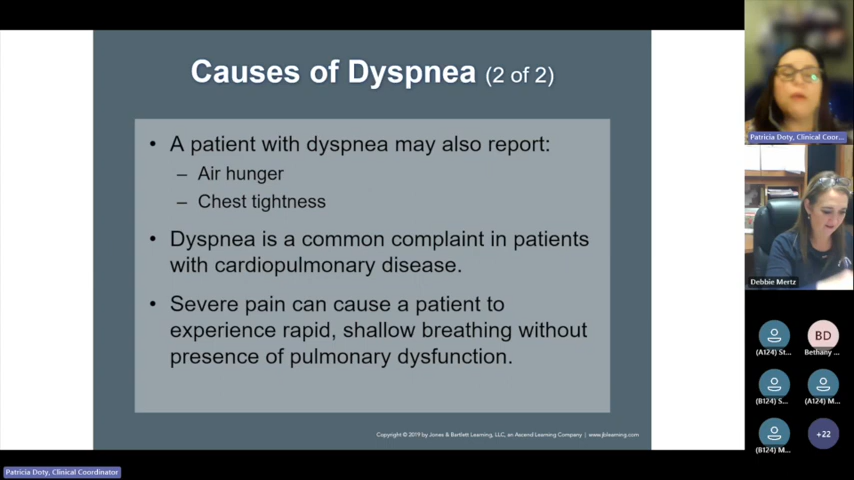 Causes of Dyspnea (2 of 2)
• A patient with dyspnea may also report:
– Air hunger
– Chest tightness
• Dyspnea is a common complaint in patients
with cardiopulmonary disease.
• Severe pain can cause a patient to
experience rapid, shallow breathing without
presence of pulmonary dysfunction.
Copyright © 2019 by Jones & Bartlett Learning, LLC, an Ascend Learning Company | www.jblearning.com
Patricia Doty, Clinical Coor...
Debbie Mertz
BD
(A124) St...
Bethany ...
(B124) S...
(A124) M...
+22
(B124) M...
Patricia Doty, Clinical Coordinator